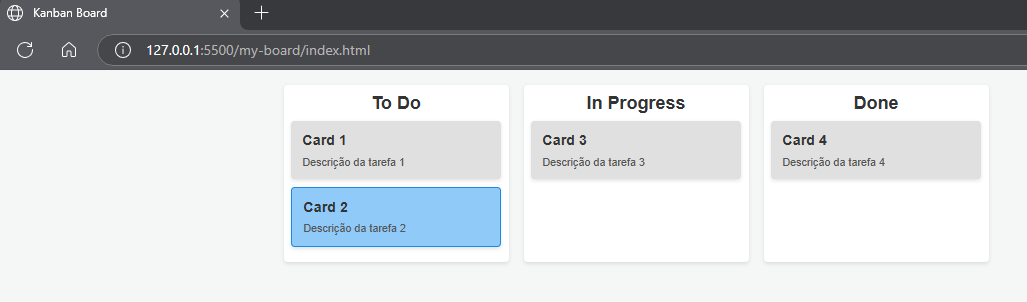 Kanban Board
127.0.0.1:5500/my-board/index.html
To Do
Card 1
Descrição da tarefa 1
Card 2
Descrição da tarefa 2
In Progress
Card 3
Descrição da tarefa 3
Done
Card 4
Descrição da tarefa 4